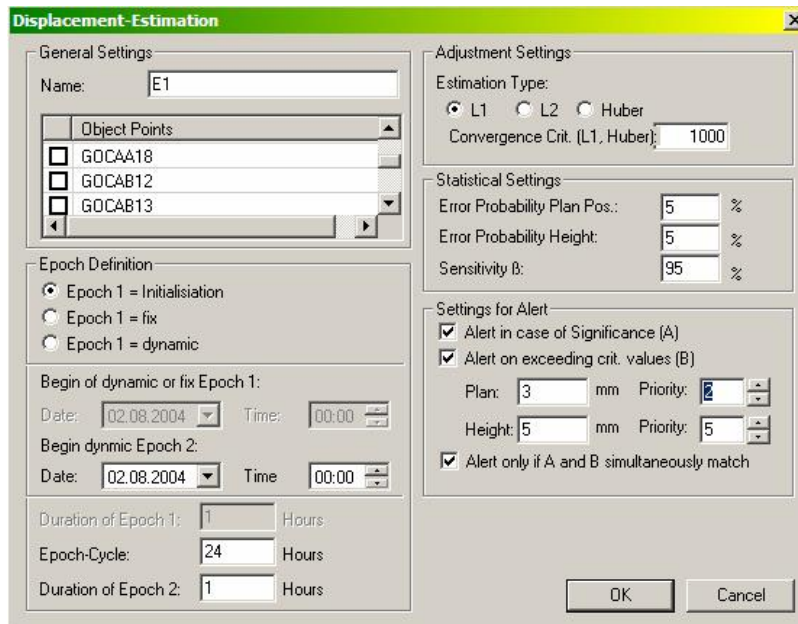 Displacement-Estimation
General Settings
Name: E1
Object Points
GOCAA18
GOCAB12
GOCAB13
Epoch Definition
Epoch 1 = Initialisiation
Epoch 1 = fix
Epoch 1 = dynamic
Begin of dynamic or fix Epoch 1:
Date: 02.08.2004 Time: 00:00
Begin dynmic Epoch 2:
Date: 02.08.2004 Time 00:00
Duration of Epoch 1: 1 Hours
Epoch-Cycle: 24 Hours
Duration of Epoch 2: 1 Hours
Adjustment Settings
Estimation Type:
L1 L2 Huber
Convergence Crit. (L1, Huber): 1000
Statistical Settings
Error Probability Plan Pos.: 5 %
Error Probability Height: 5 %
Sensitivity ß: 95 %
Settings for Alert
Alert in case of Significance (A)
Alert on exceeding crit. values (B)
Plan: 3 mm Priority: 2
Height: 5 mm Priority: 5
Alert only if A and B simultaneously match
OK Cancel